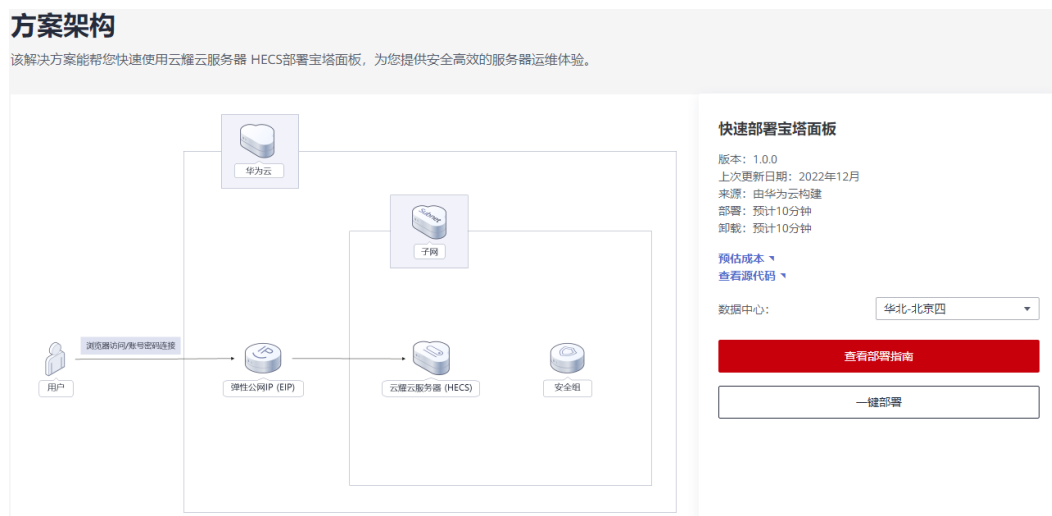 方案架构
该解决方案能帮您快速使用云耀云服务器 HECS部署宝塔面板，为您提供安全高效的服务器运维体验。
华为云
Subnet
子网
浏览器访问/账号密码连接
IP
用户
弹性公网IP (EIP)
云耀云服务器 (HECS)
安全组
快速部署宝塔面板
版本：1.0.0
上次更新日期：2022年12月
来源：由华为云构建
部署：预计10分钟
卸载：预计10分钟
预估成本
查看源代码
数据中心：
华北-北京四
查看部署指南
一键部署